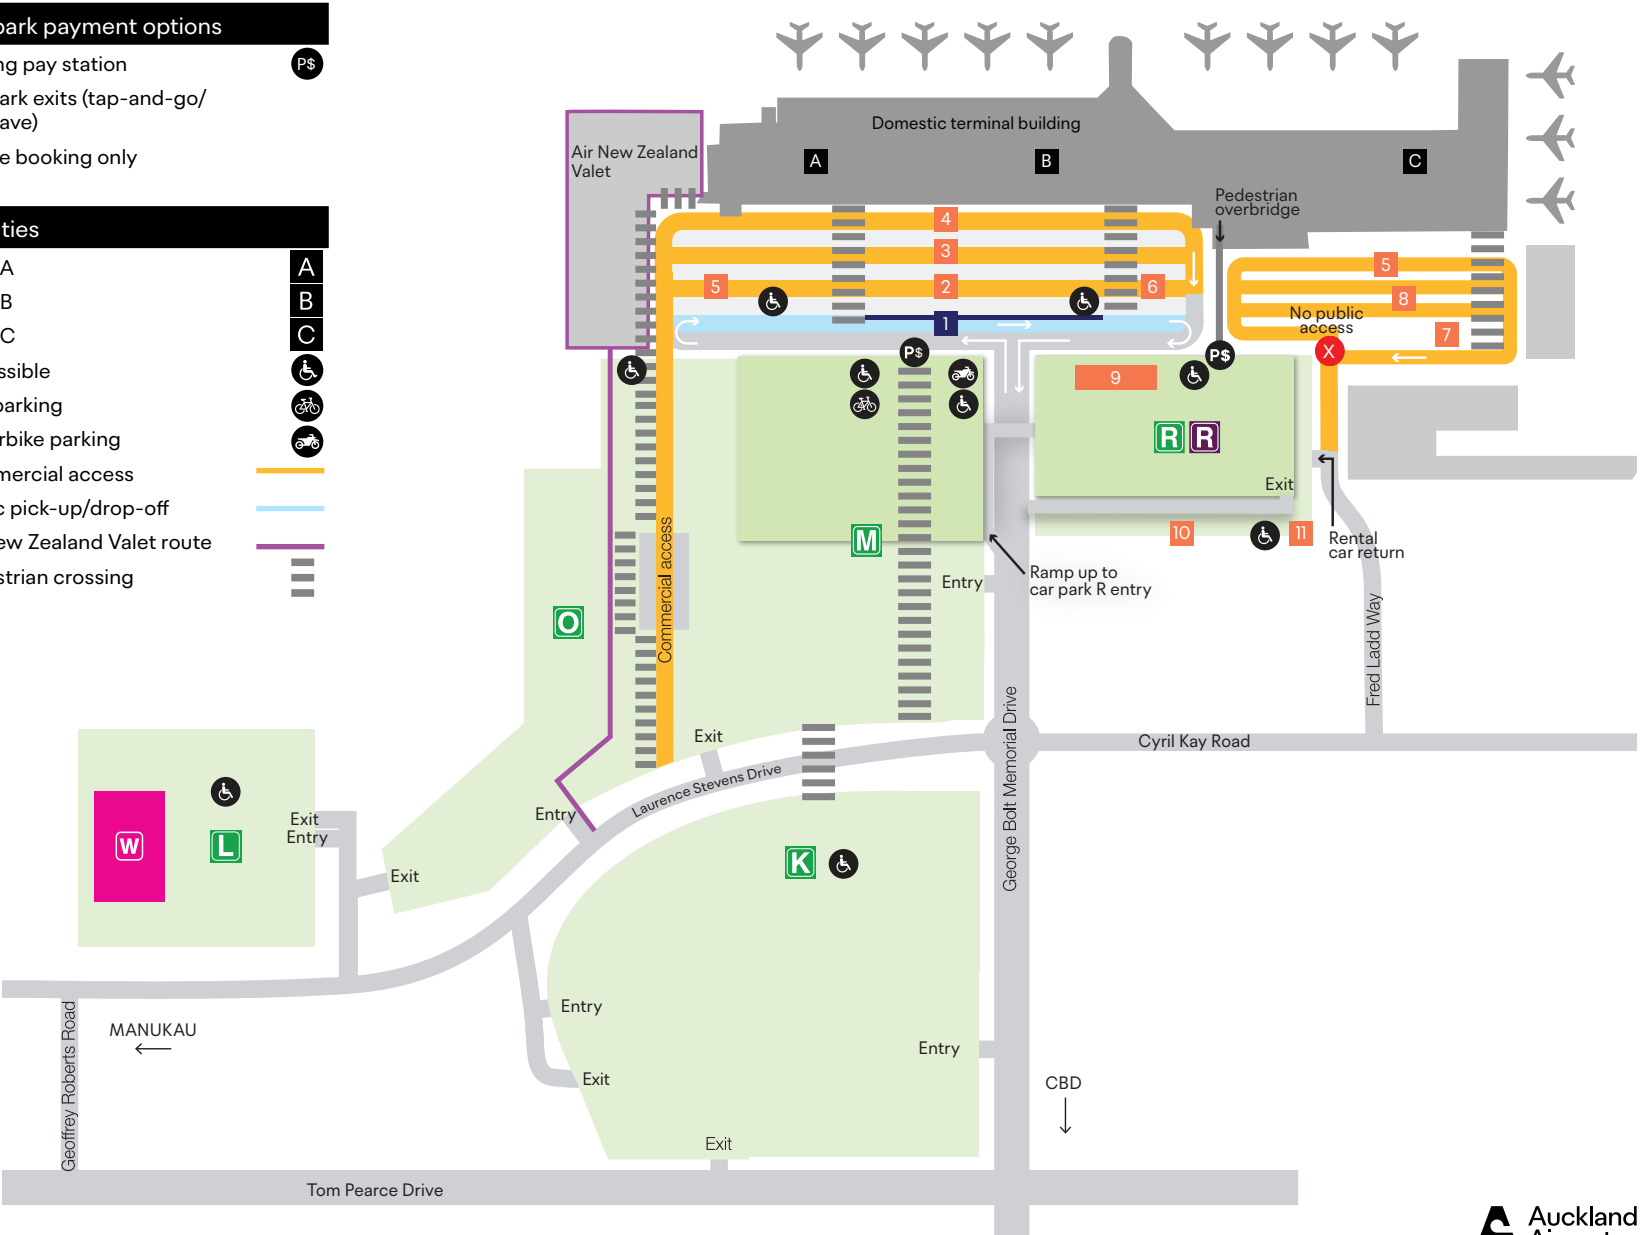 park payment options
ng pay station
P$
ark exits (tap-and-go/
ave)
e booking only
ties
A
A
B
B
C
C
ssible
parking
rbike parking
mercial access
c pick-up/drop-off
ew Zealand Valet route
strian crossing
Domestic terminal building
A
B
C
Air New Zealand
Valet
Pedestrian
overbridge
4
3
5
2
6
1
5
8
7
No public
access
X
P$
P$
9
R
R
Exit
10
11
Rental
car return
M
Entry
Ramp up to
car park R entry
O
Commercial access
Fred Ladd Way
George Bolt Memorial Drive
Cyril Kay Road
Exit
Laurence Stevens Drive
Entry
W
L
Exit
Entry
Exit
K
Entry
Exit
Entry
Exit
MANUKAU
CBD
Geoffrey Roberts Road
Tom Pearce Drive
Auckland